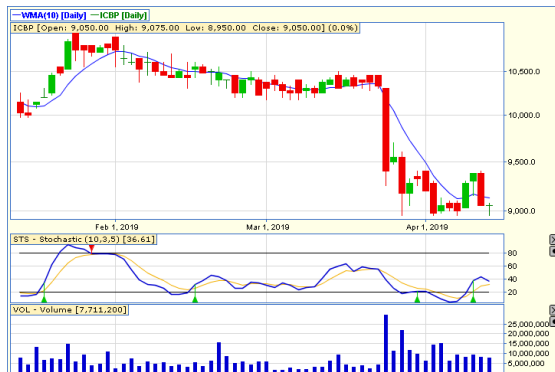 WMA(10) [Daily] ICBP [Daily]
ICBP [Open: 9,050.00 High: 9,075.00 Low: 8,950.00 Close: 9,050.00] (0.0%)
10,500.0
10,000.0
9,500.0
9,000.0
Feb 1, 2019 Mar 1, 2019 Apr 1, 2019
STS - Stochastic (10,3,5) [36.61]
80
60
40
20
VOL - Volume [7,711,200]
25,000,000
20,000,000
15,000,000
10,000,000
5,000,000